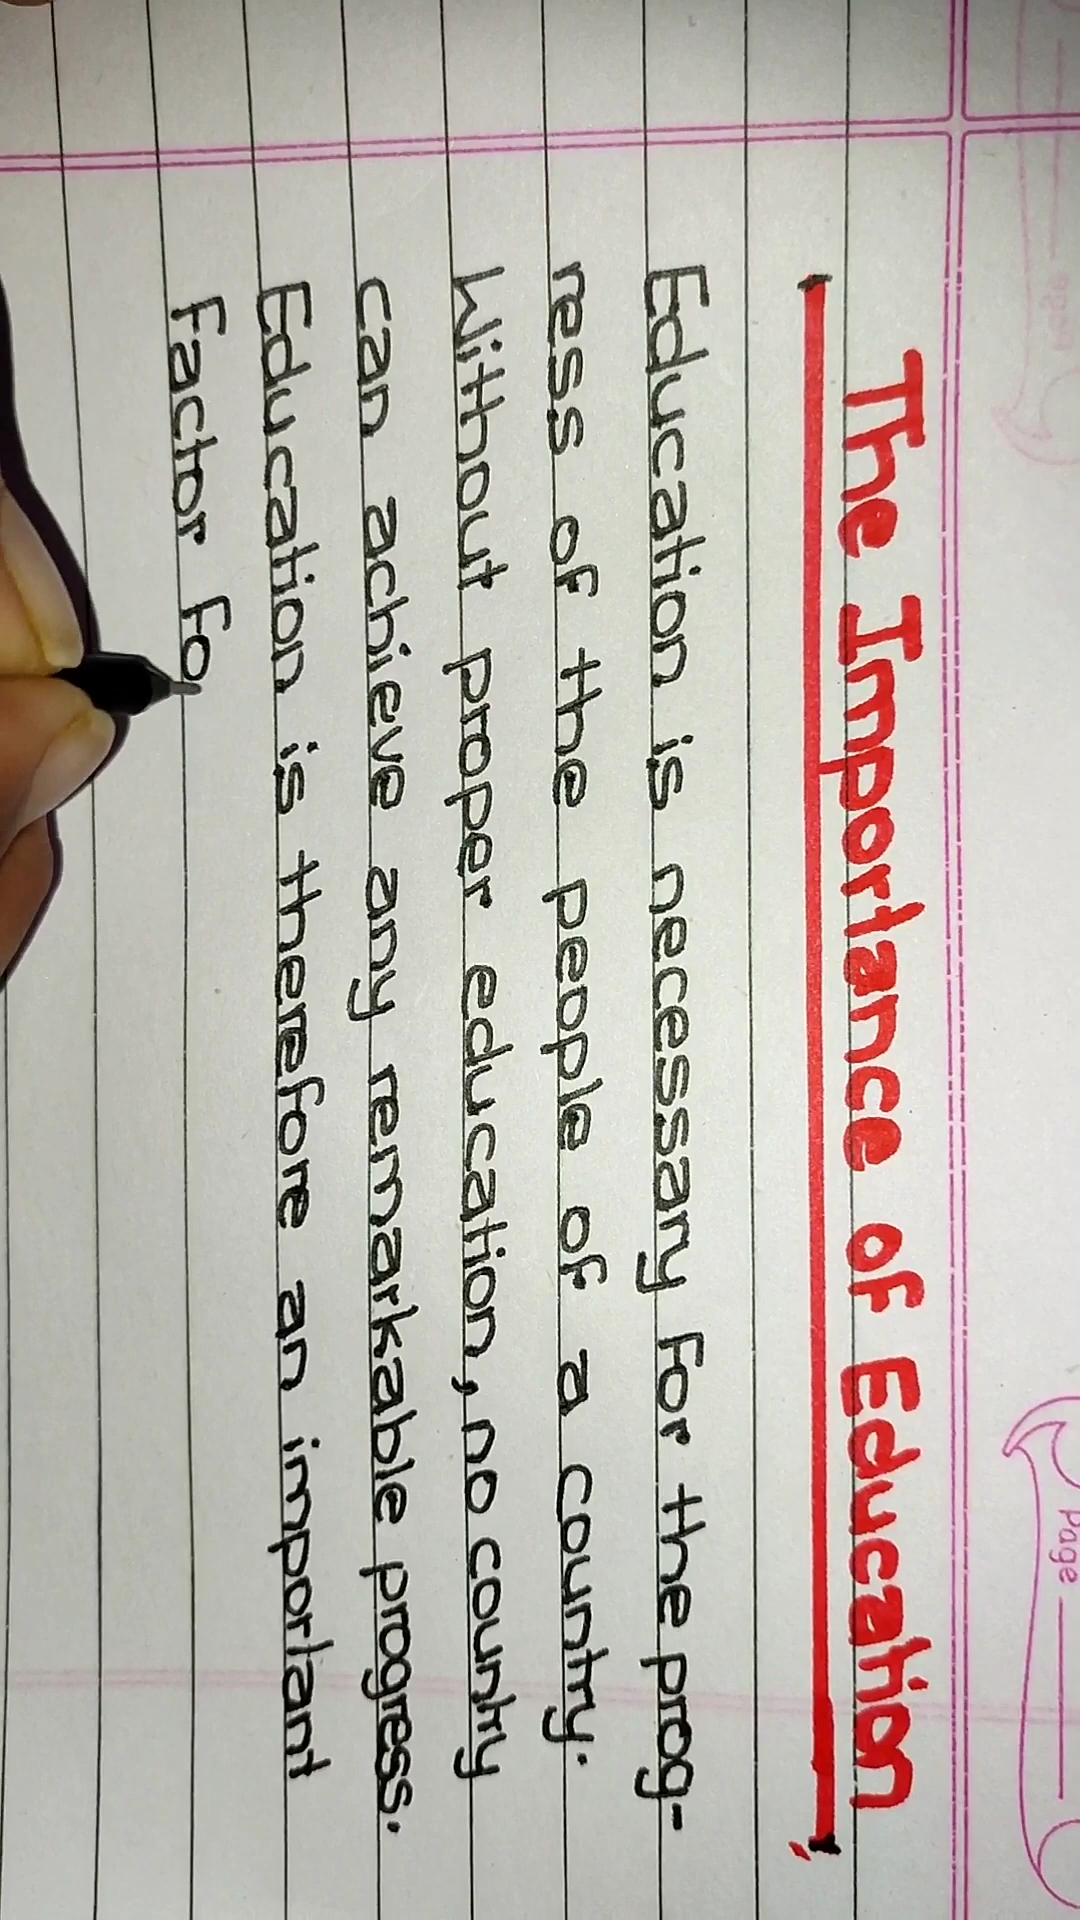 Page
The Importance of Education
Education is necessary for the prog-
ress of the people of a country.
Without proper education, no country
can achieve any remarkable progress.
Education is therefore an important
factor fo